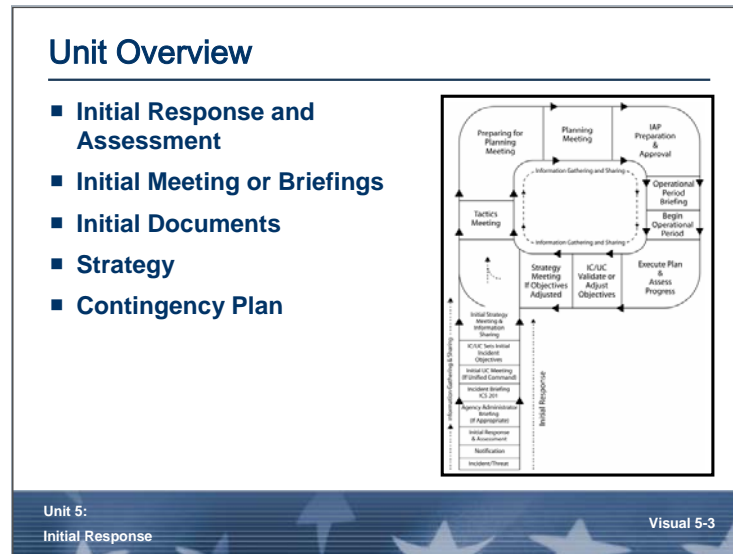 Unit Overview
Initial Response and
Assessment
Initial Meeting or Briefings
Initial Documents
Strategy
Contingency Plan
Preparing for
Planning
Meeting
Planning
Meeting
IAP
Preparation
&
Approval
Information Gathering and Sharing
Operational
Period
Briefing
Begin
Operational
Period
Tactics
Meeting
Information Gathering and Sharing
Strategy
Meeting
If Objectives
Adjusted
IC/UC
Validate or
Adjust
Objectives
Execute Plan
&
Assess
Progress
Initial Strategy
Meeting &
Information
Sharing
IC/UC Sets Initial
Incident
Objectives
Initial UC Meeting
(If Unified Command)
Incident Briefing
ICS 201
Agency Administrator
Briefing
(If Appropriate)
Initial Response
& Assessment
Notification
Incident/Threat
Information Gathering & Sharing
Initial Response
Unit 5:
Initial Response
Visual 5-3